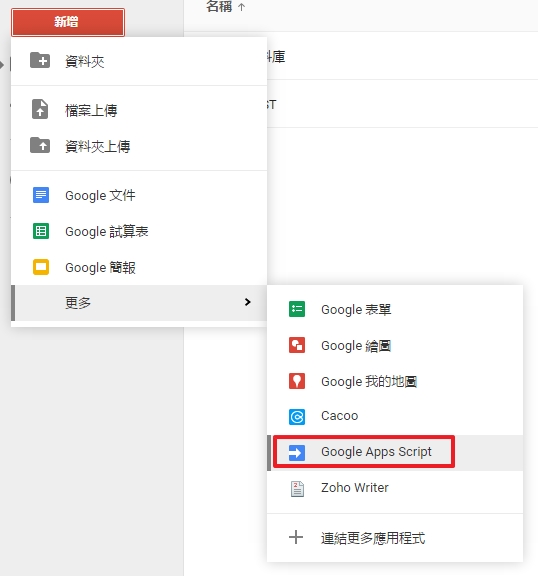 新增
名稱 ↑
資料夾
料庫
檔案上傳
ST
資料夾上傳
Google 文件
Google 試算表
Google 簡報
更多
Google 表單
Google 繪圖
Google 我的地圖
Cacoo
Google Apps Script
Zoho Writer
連結更多應用程式